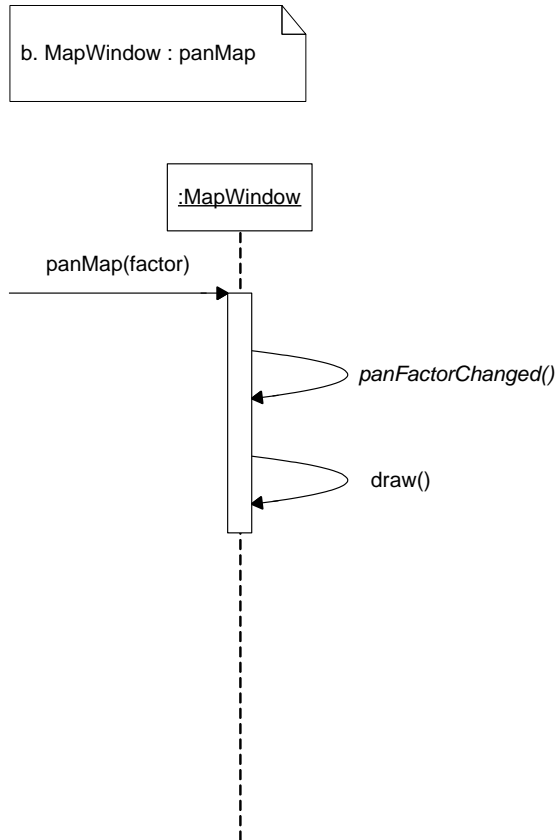 b. MapWindow : panMap
:MapWindow
panMap(factor)
panFactorChanged()
draw()